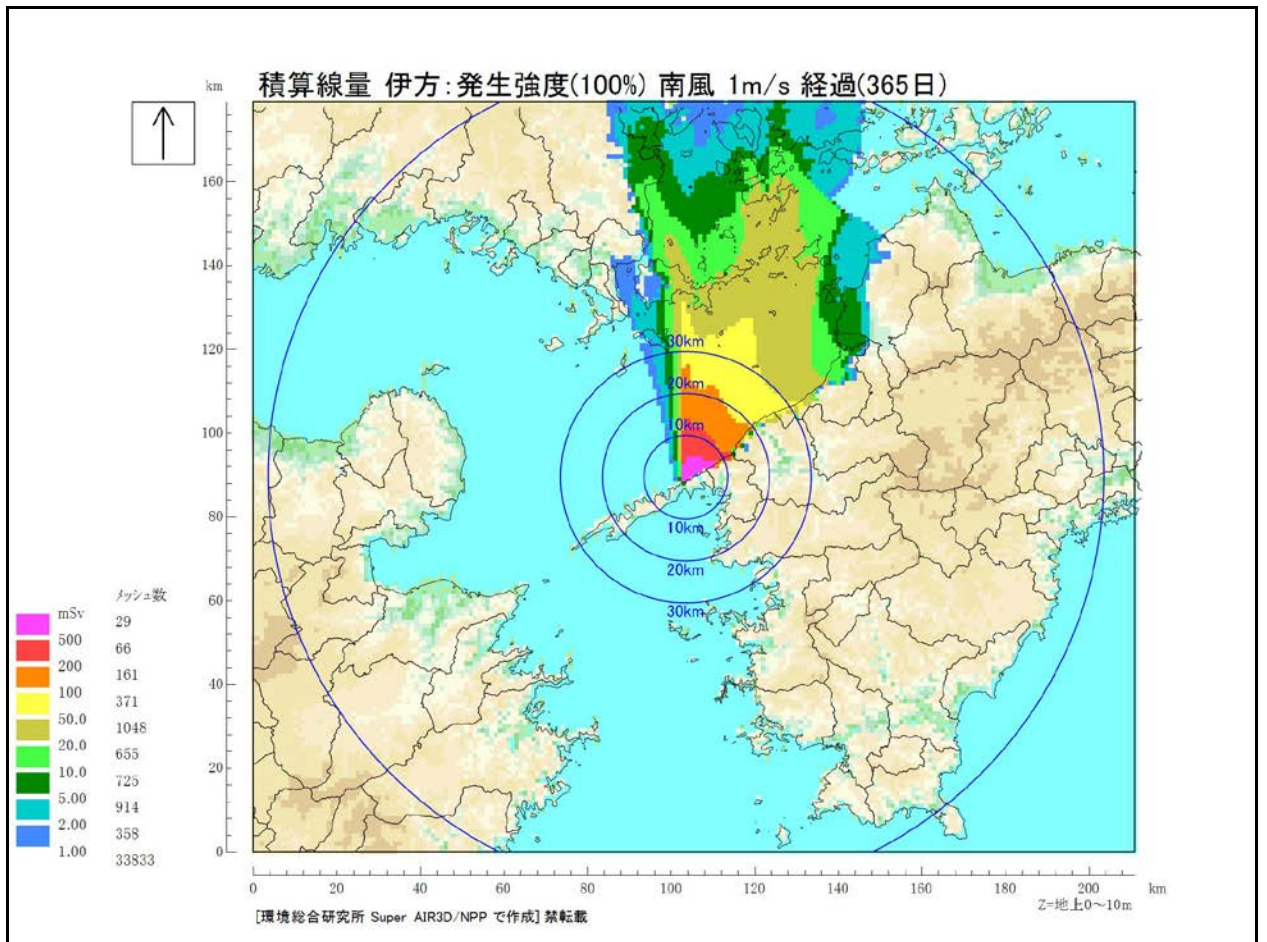 積算線量 伊方:発生強度(100%) 南風 1m/s 経過(365日)
km
160
140
120
100
80
60
40
20
0
30km
20km
10km
10km
20km
30km
メッシュ数
mSv
29
500
66
200
161
100
371
50.0
1048
20.0
655
10.0
725
5.00
914
2.00
358
1.00
33833
0 20 40 60 80 100 120 140 160 180 200 km
Z=地上0～10m
[環境総合研究所 Super AIR3D/NPP で作成] 禁転載